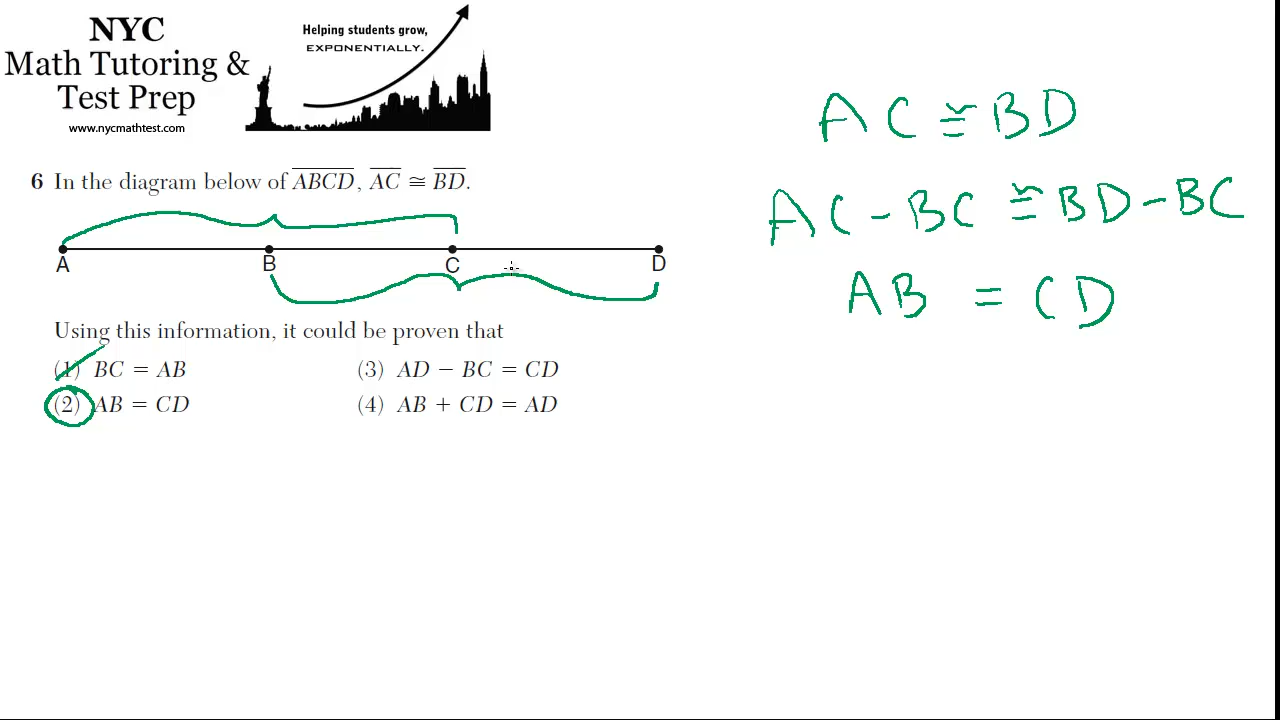 NYC
Math Tutoring &
Test Prep
www.nycmathtest.com
Helping students grow,
EXPONENTIALLY.
6 In the diagram below of ABCD, AC ≅ BD.
A B C D
Using this information, it could be proven that
(1) BC = AB
(2) AB = CD
(3) AD − BC = CD
(4) AB + CD = AD
AC ≅ BD
AC - BC ≅ BD - BC
AB = CD